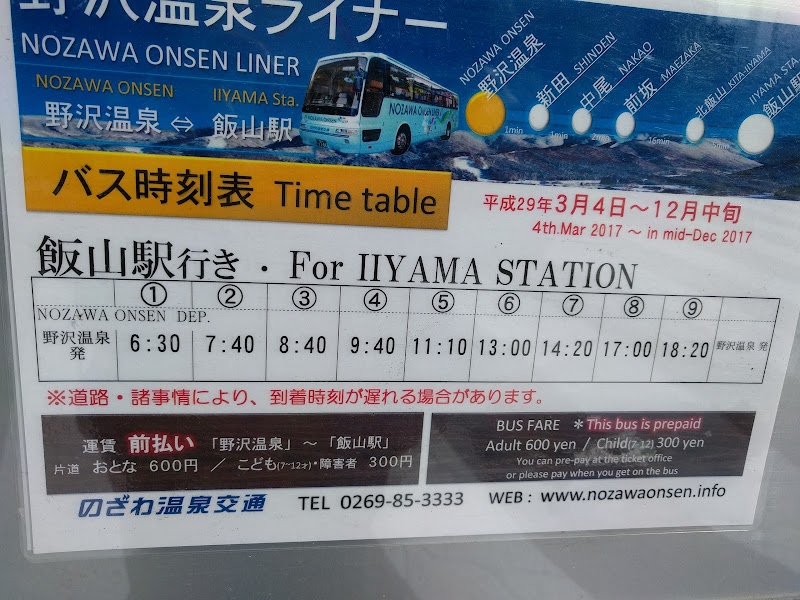 野沢温泉ライナー
NOZAWA ONSEN LINER
NOZAWA ONSEN IIYAMA Sta.
野沢温泉 ⇔ 飯山駅
NOZAWA ONSEN LINER
NOZAWA ONSEN
野沢温泉
新田 SHINDEN
中尾 NAKAO
前坂 MAEZAKA
北飯山 KITA-IIYAMA
IIYAMA STA.
飯山駅
1min 1min 2min 16min
バス時刻表 Time table
平成29年3月4日～12月中旬
4th.Mar 2017 ～ in mid-Dec 2017
飯山駅行き ・ For IIYAMA STATION
① ② ③ ④ ⑤ ⑥ ⑦ ⑧ ⑨
NOZAWA ONSEN DEP.
野沢温泉発 6:30 7:40 8:40 9:40 11:10 13:00 14:20 17:00 18:20 野沢温泉 発
※道路・諸事情により、到着時刻が遅れる場合があります。
運賃 前払い 「野沢温泉」～「飯山駅」
片道 おとな 600円 ／ こども(7~12才)・障害者 300円
BUS FARE ＊This bus is prepaid
Adult 600 yen / Child(7-12) 300 yen
You can pre-pay at the ticket office
or please pay when you get on the bus
のざわ温泉交通 TEL 0269-85-3333 WEB : www.nozawaonsen.info